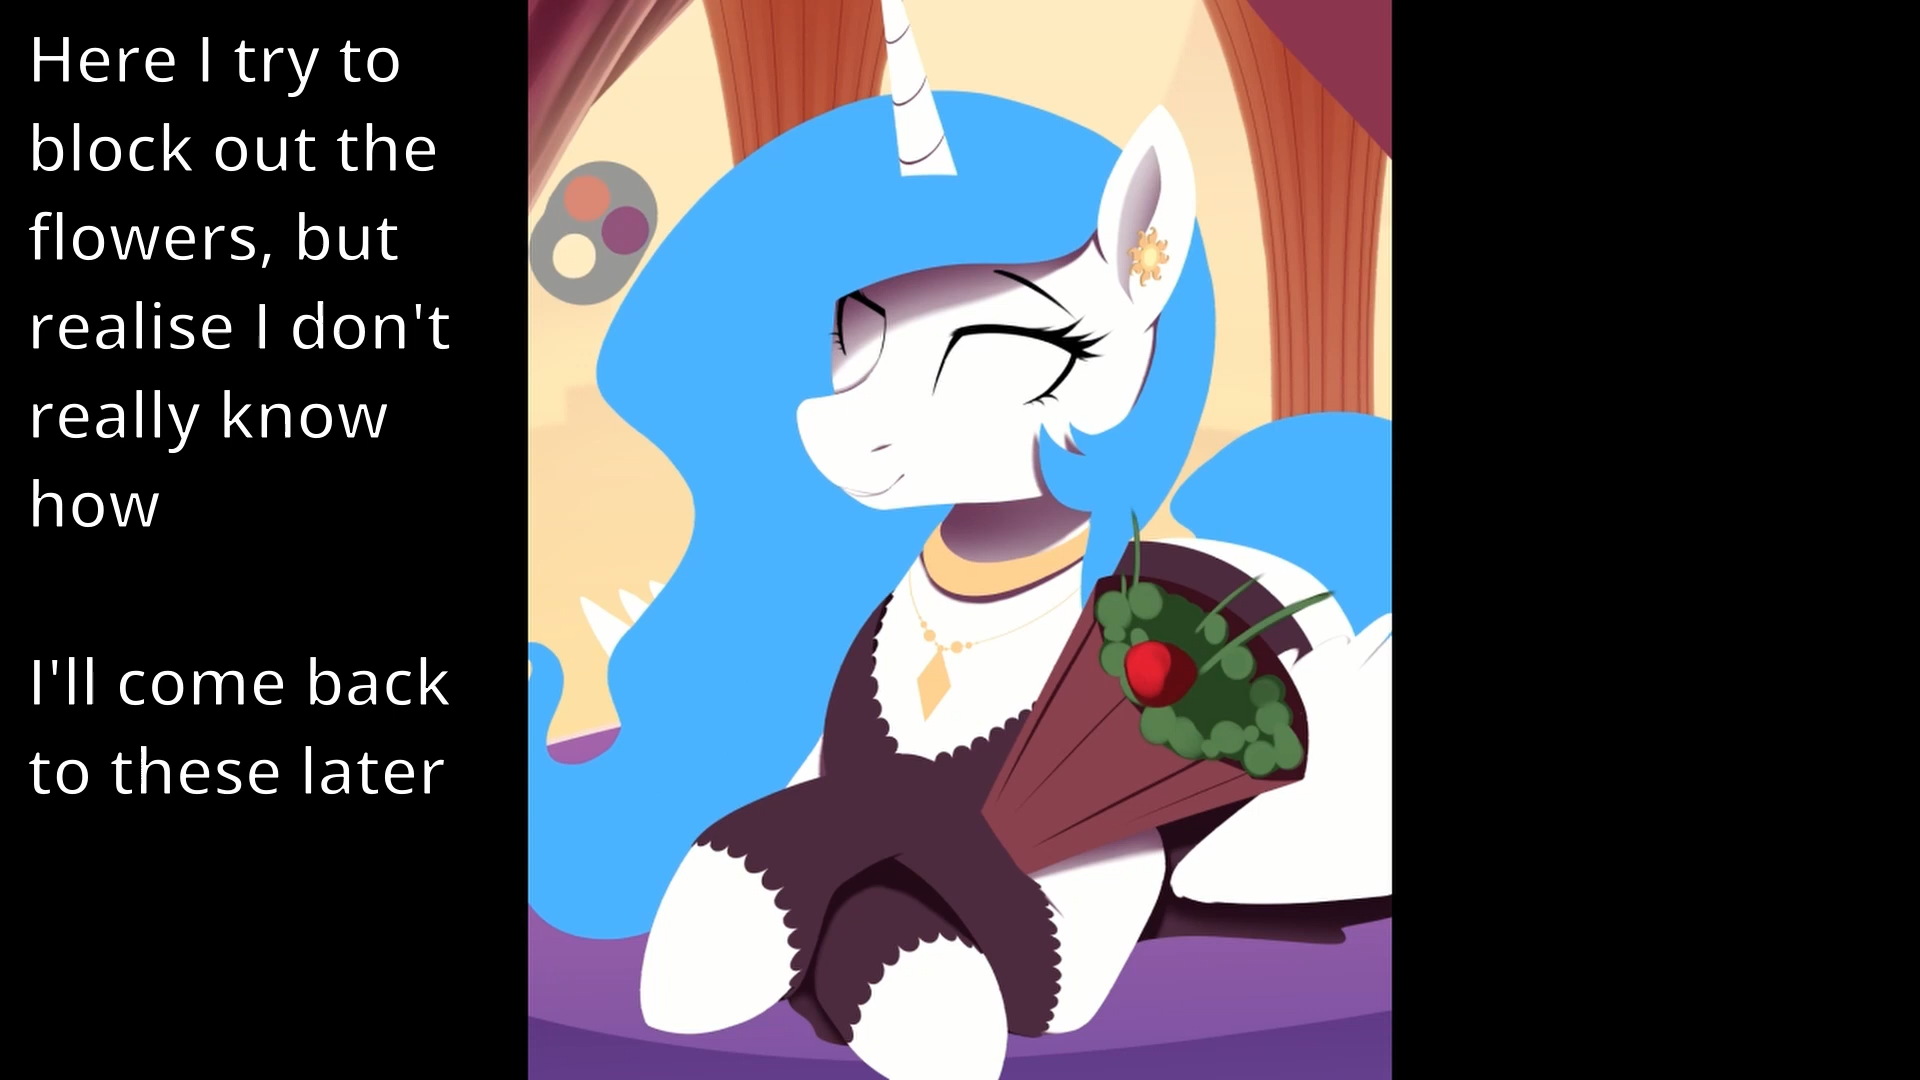 Here I try to
block out the
flowers, but
realise I don't
really know
how
I'll come back
to these later